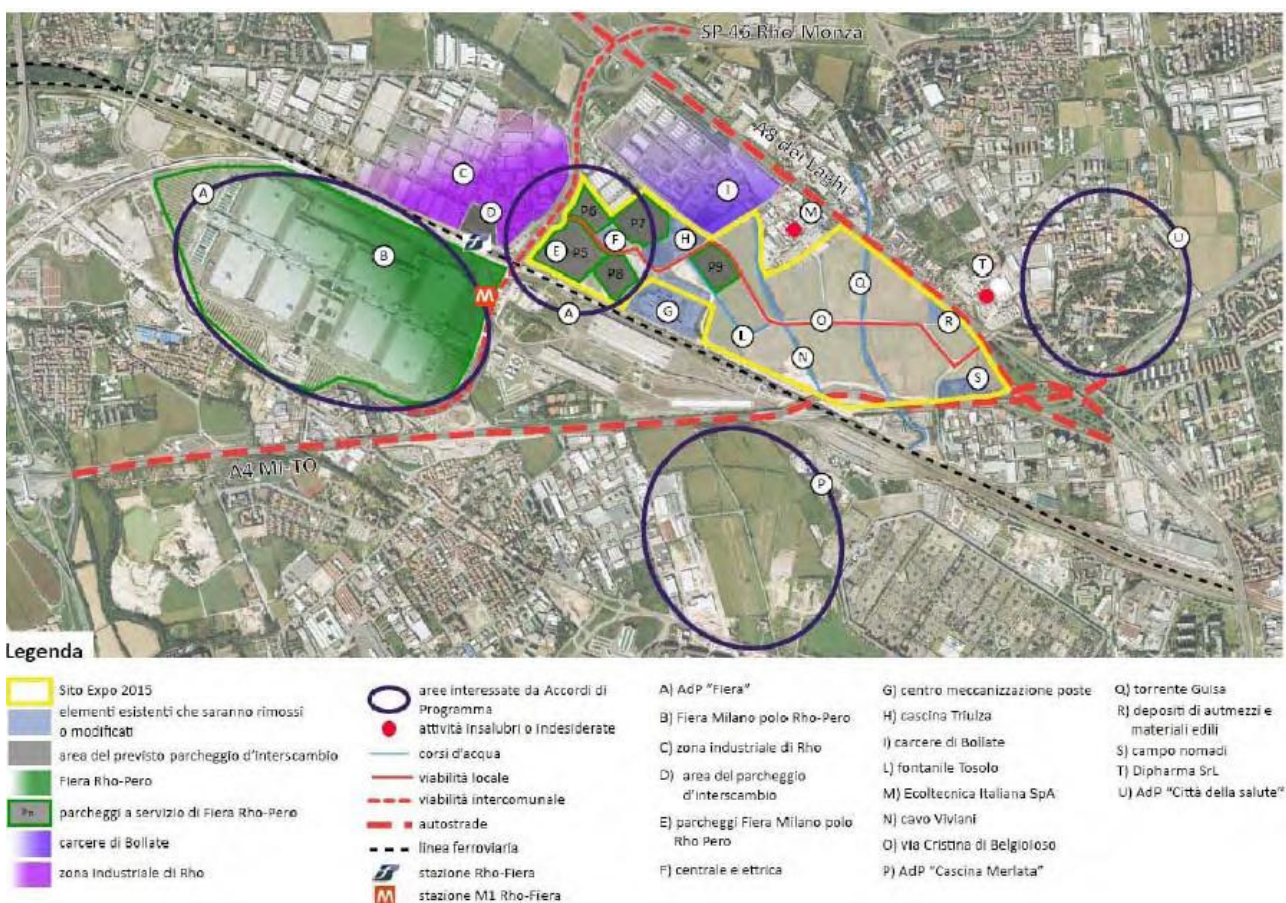 SP 46 Rho-Monza
A8 dei Laghi
C
I
M
A
D
P6
P7
U
B
F
H
E
P5
P9
Q
T
P8
M
A
G
L
O
R
N
S
A4 MI-TO
P
Legenda
Sito Expo 2015
elementi esistenti che saranno rimossi
o modificati
area del previsto parcheggio d'interscambio
Fiera Rho-Pero
Pn parcheggi a servizio di Fiera Rho-Pero
carcere di Bollate
zona industriale di Rho
aree interessate da Accordi di
Programma
attività insalubri o indesiderate
corsi d'acqua
viabilità locale
viabilità intercomunale
autostrade
linea ferroviaria
stazione Rho-Fiera
M stazione M1 Rho-Fiera
A) AdP "Fiera"
B) Fiera Milano polo Rho-Pero
C) zona industriale di Rho
D) area del parcheggio
d'interscambio
E) parcheggi Fiera Milano polo
Rho Pero
F) centrale elettrica
G) centro meccanizzazione poste
H) cascina Triulza
I) carcere di Bollate
L) fontanile Tosolo
M) Ecoltecnica Italiana SpA
N) cavo Viviani
O) via Cristina di Belgioioso
P) AdP "Cascina Merlata"
Q) torrente Guisa
R) depositi di autmezzi e
materiali edili
S) campo nomadi
T) Dipharma SrL
U) AdP "Città della salute"